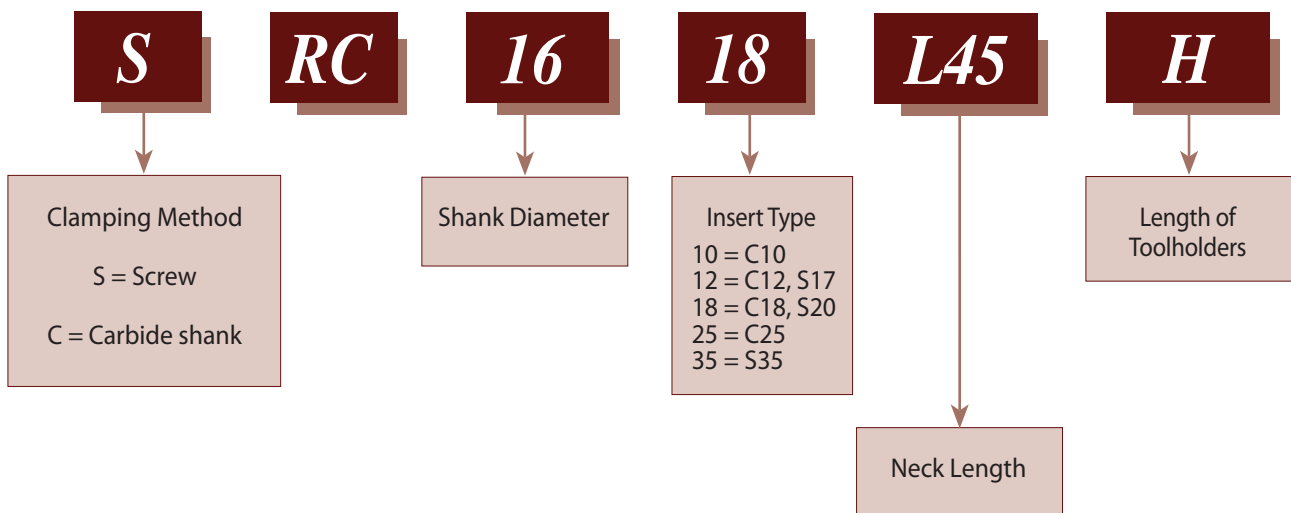 S RC 16 18 L45 H
Clamping Method
S = Screw
C = Carbide shank
Shank Diameter
Insert Type
10 = C10
12 = C12, S17
18 = C18, S20
25 = C25
35 = S35
Neck Length
Length of
Toolholders